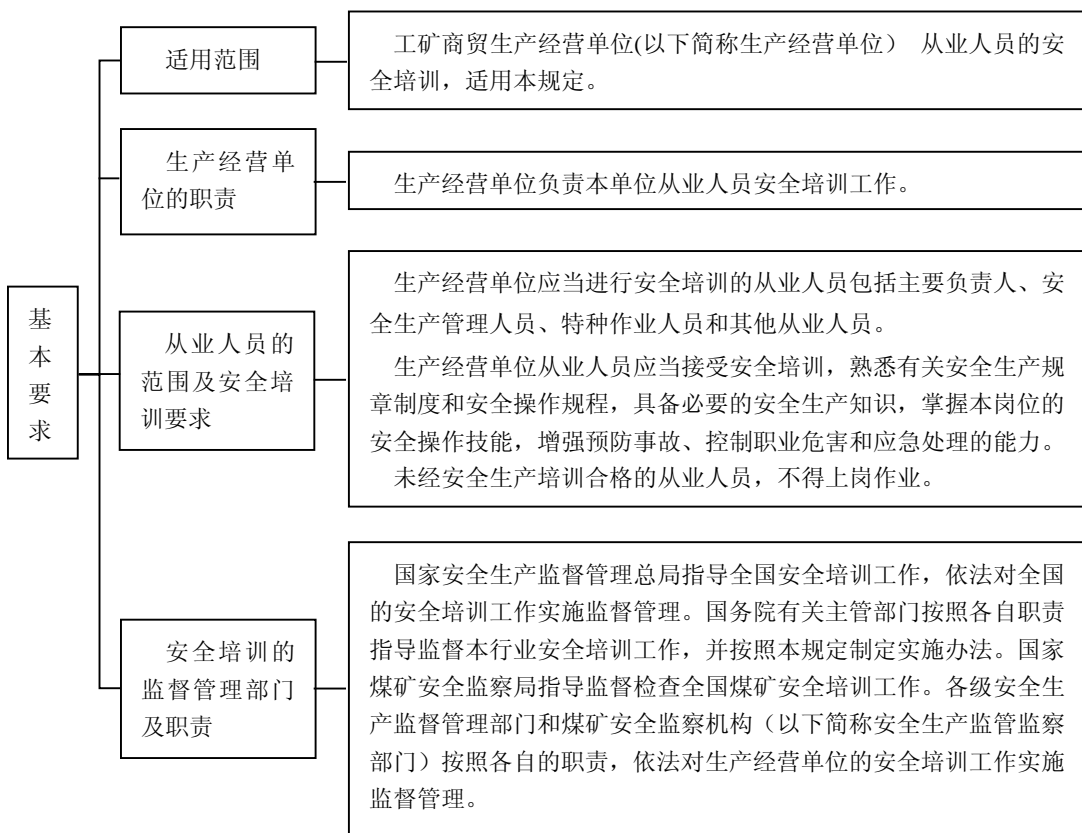 基
本
要
求
适用范围
工矿商贸生产经营单位(以下简称生产经营单位） 从业人员的安
全培训，适用本规定。
生产经营单
位的职责
生产经营单位负责本单位从业人员安全培训工作。
从业人员的
范围及安全培
训要求
生产经营单位应当进行安全培训的从业人员包括主要负责人、安
全生产管理人员、特种作业人员和其他从业人员。
生产经营单位从业人员应当接受安全培训，熟悉有关安全生产规
章制度和安全操作规程，具备必要的安全生产知识，掌握本岗位的
安全操作技能，增强预防事故、控制职业危害和应急处理的能力。
未经安全生产培训合格的从业人员，不得上岗作业。
安全培训的
监督管理部门
及职责
国家安全生产监督管理总局指导全国安全培训工作，依法对全国
的安全培训工作实施监督管理。国务院有关主管部门按照各自职责
指导监督本行业安全培训工作，并按照本规定制定实施办法。国家
煤矿安全监察局指导监督检查全国煤矿安全培训工作。各级安全生
产监督管理部门和煤矿安全监察机构（以下简称安全生产监管监察
部门）按照各自的职责，依法对生产经营单位的安全培训工作实施
监督管理。